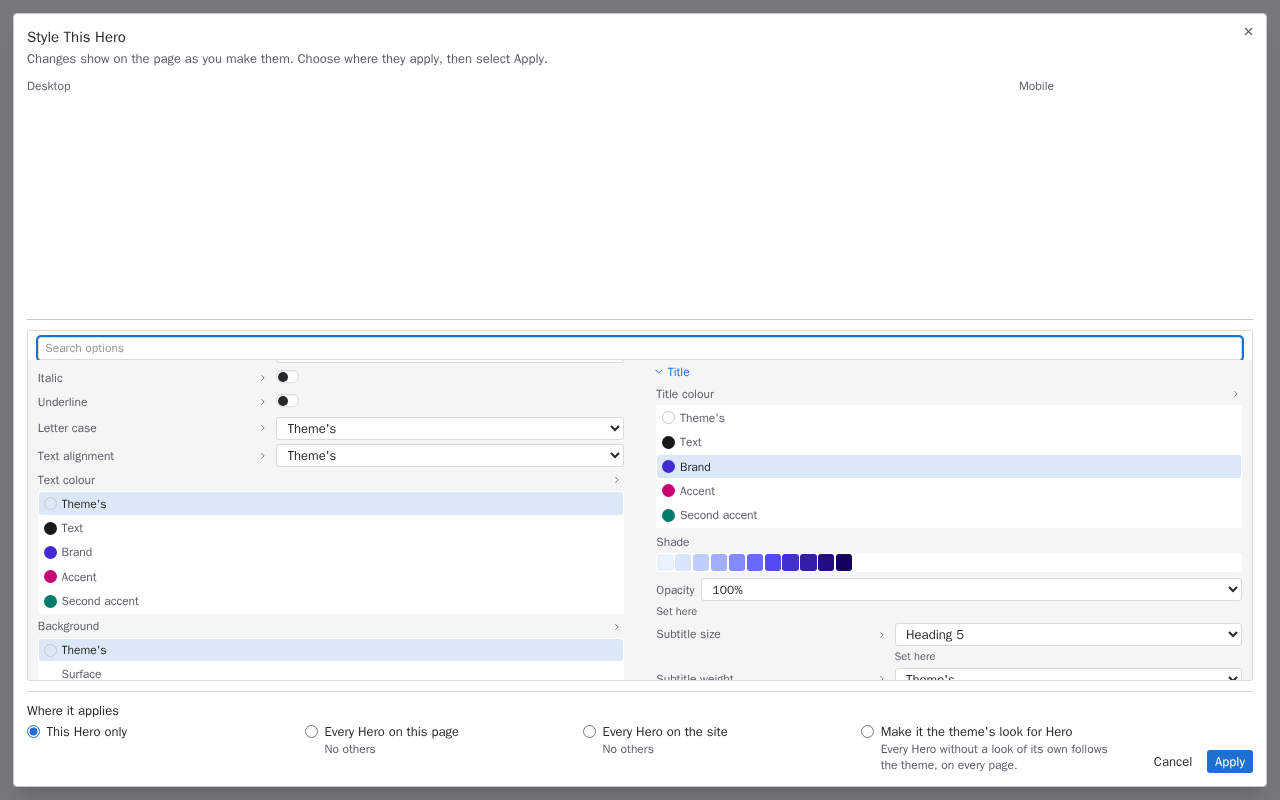 Style This Hero
Changes show on the page as you make them. Choose where they apply, then select Apply.
Desktop
Mobile
Search options
Italic
Underline
Letter case
Theme's
Text alignment
Theme's
Text colour
Theme's
Text
Brand
Accent
Second accent
Background
Theme's
Surface
Title
Title colour
Theme's
Text
Brand
Accent
Second accent
Shade
Opacity
100%
Set here
Subtitle size
Heading 5
Set here
Subtitle weight
Theme's
Where it applies
This Hero only
Every Hero on this page
No others
Every Hero on the site
No others
Make it the theme's look for Hero
Every Hero without a look of its own follows
the theme, on every page.
Cancel
Apply